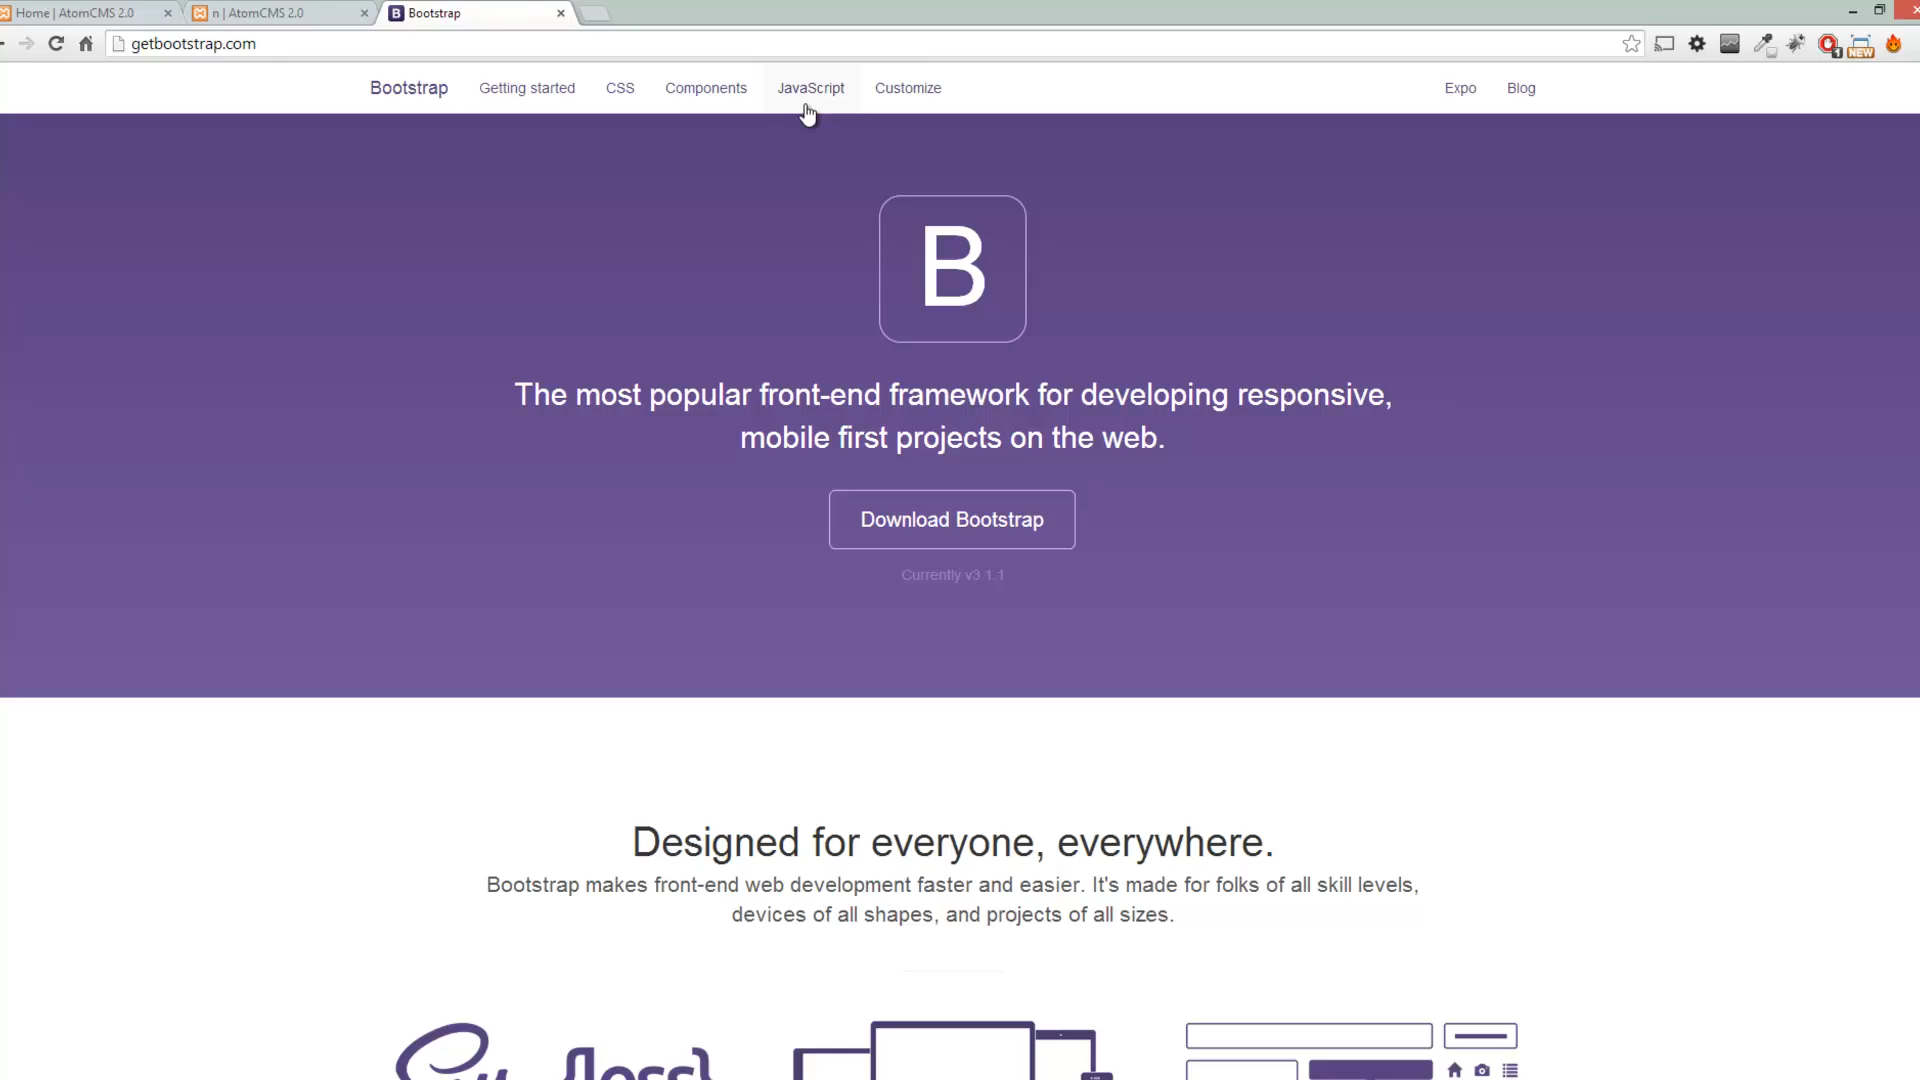 Home | AtomCMS 2.0
n | AtomCMS 2.0
B Bootstrap
getbootstrap.com
1
NEW
Bootstrap Getting started CSS Components JavaScript Customize Expo Blog
B
The most popular front-end framework for developing responsive,
mobile first projects on the web.
Download Bootstrap
Currently v3.1.1
Designed for everyone, everywhere.
Bootstrap makes front-end web development faster and easier. It's made for folks of all skill levels,
devices of all shapes, and projects of all sizes.